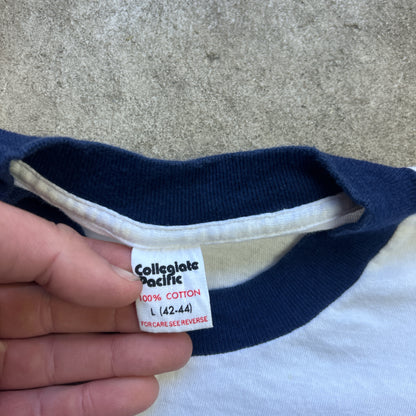 Collegiate
Pacific
100% COTTON
L (42-44)
FOR CARE SEE REVERSE